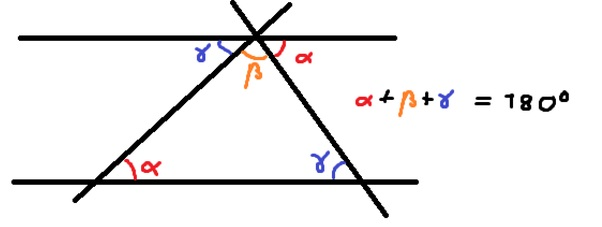 γ α
β
α+β+γ = 180°
α γ